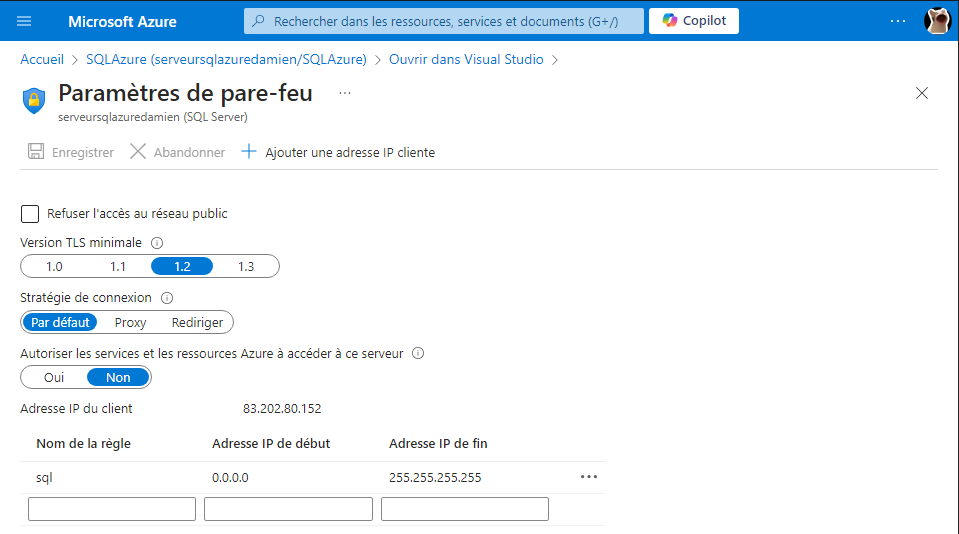 Microsoft Azure
Rechercher dans les ressources, services et documents (G+/)
Copilot
Accueil > SQLAzure (serveursqlazuredamien/SQLAzure) > Ouvrir dans Visual Studio >
Paramètres de pare-feu
serveursqlazuredamien (SQL Server)
Enregistrer Abandonner Ajouter une adresse IP cliente
Refuser l'accès au réseau public
Version TLS minimale
1.0 1.1 1.2 1.3
Stratégie de connexion
Par défaut Proxy Rediriger
Autoriser les services et les ressources Azure à accéder à ce serveur
Oui Non
Adresse IP du client 83.202.80.152
Nom de la règle Adresse IP de début Adresse IP de fin
sql 0.0.0.0 255.255.255.255